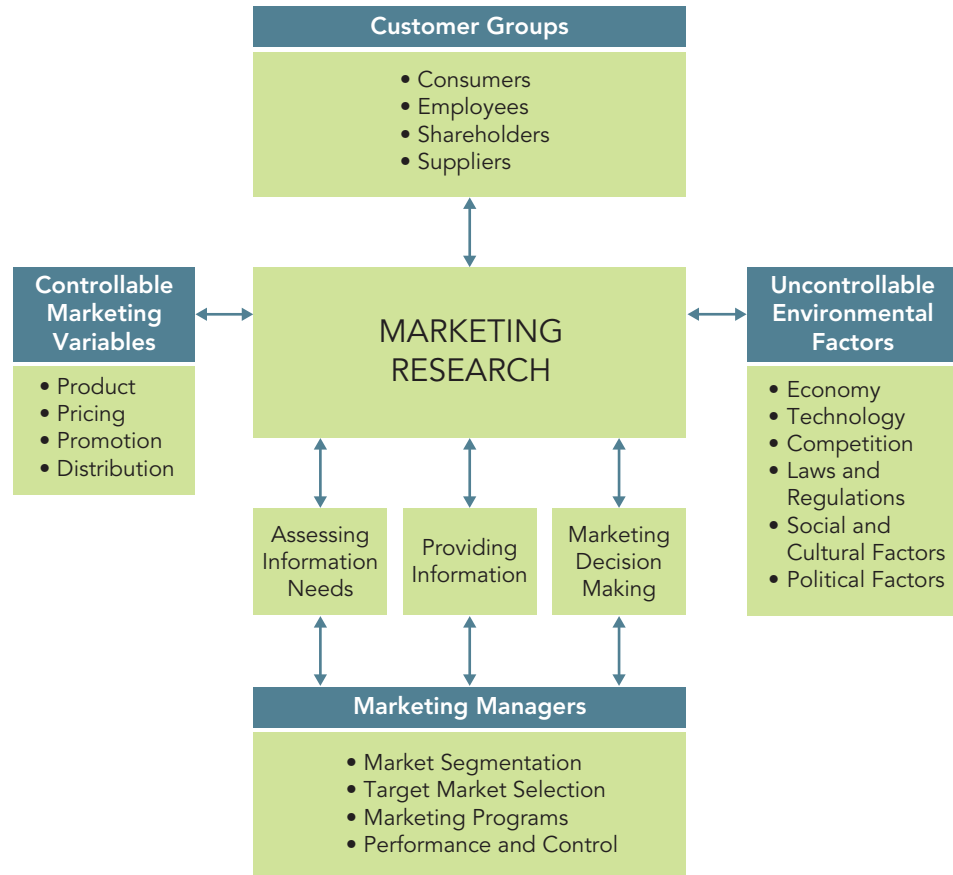 Customer Groups
• Consumers
• Employees
• Shareholders
• Suppliers
Controllable
Marketing
Variables
• Product
• Pricing
• Promotion
• Distribution
MARKETING
RESEARCH
Uncontrollable
Environmental
Factors
• Economy
• Technology
• Competition
• Laws and
Regulations
• Social and
Cultural Factors
• Political Factors
Assessing
Information
Needs
Providing
Information
Marketing
Decision
Making
Marketing Managers
• Market Segmentation
• Target Market Selection
• Marketing Programs
• Performance and Control